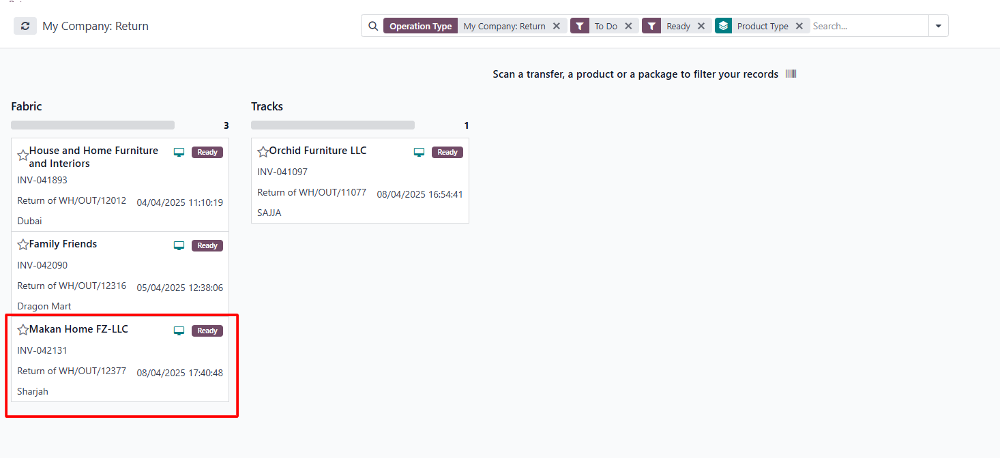 My Company: Return
Operation Type My Company: Return To Do Ready Product Type Search...
Scan a transfer, a product or a package to filter your records
Fabric
3
House and Home Furniture and Interiors Ready
INV-041893
Return of WH/OUT/12012 04/04/2025 11:10:19
Dubai
Family Friends Ready
INV-042090
Return of WH/OUT/12316 05/04/2025 12:38:06
Dragon Mart
Makan Home FZ-LLC Ready
INV-042131
Return of WH/OUT/12377 08/04/2025 17:40:48
Sharjah
Tracks
1
Orchid Furniture LLC Ready
INV-041097
Return of WH/OUT/11077 08/04/2025 16:54:41
SAJJA